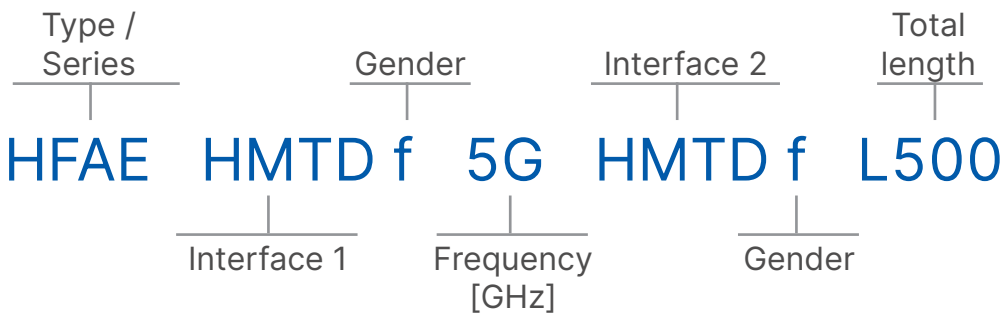 Type /
Series
Gender
Interface 2
Total
length
HFAE HMTD f 5G HMTD f L500
Interface 1
Frequency
[GHz]
Gender